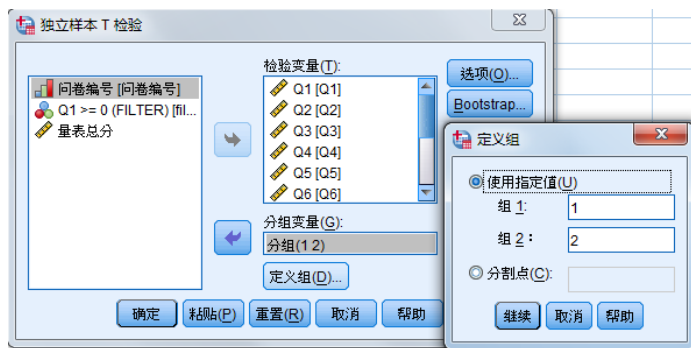 独立样本 T 检验
问卷编号 [问卷编号]
Q1 >= 0 (FILTER) [fil...
量表总分
检验变量(T):
Q1 [Q1]
Q2 [Q2]
Q3 [Q3]
Q4 [Q4]
Q5 [Q5]
Q6 [Q6]
分组变量(G):
分组(1 2)
定义组(D)...
选项(O)...
Bootstrap...
确定
粘贴(P)
重置(R)
取消
帮助
定义组
使用指定值(U)
组 1:
1
组 2：
2
分割点(C):
继续
取消
帮助